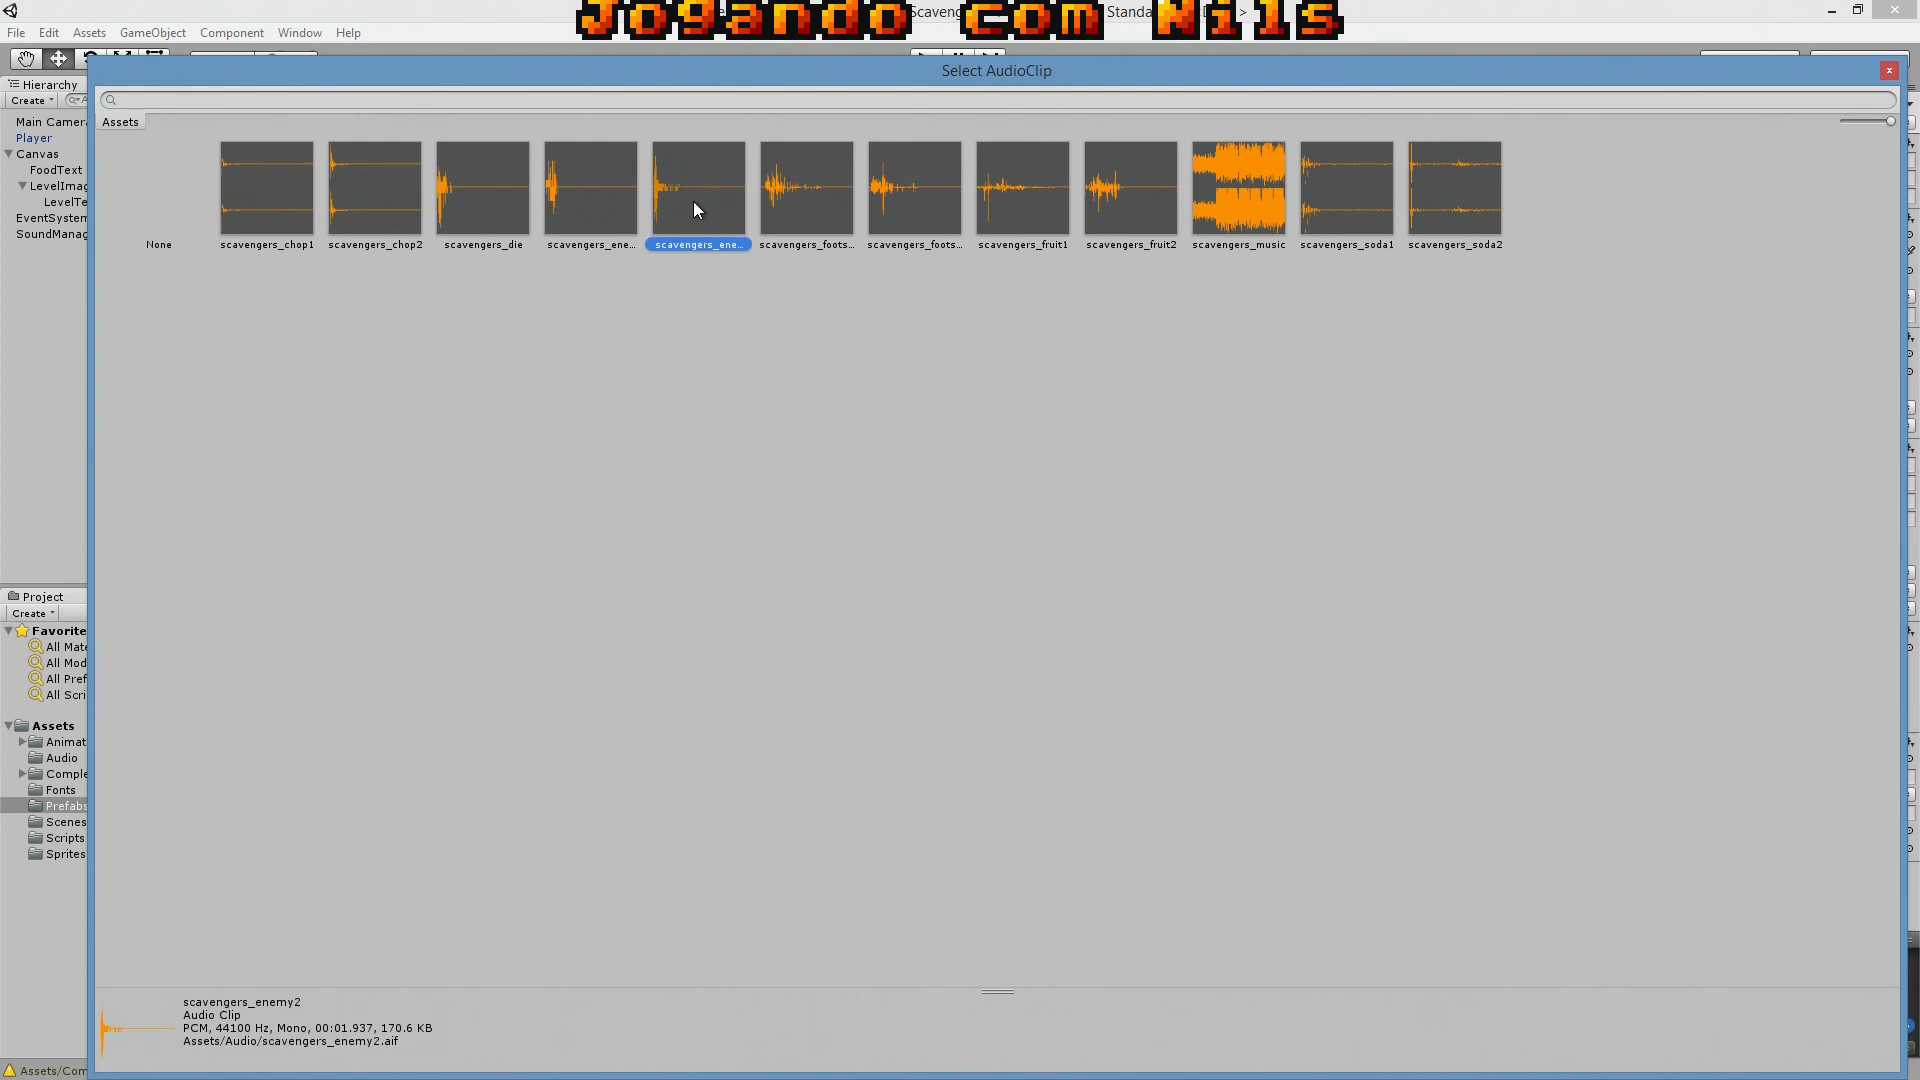 Jogando com Nils
Scaveng
Standa
>
File Edit Assets GameObject Component Window Help
Select AudioClip
Hierarchy
Create
Assets
Main Camera
Player
Canvas
FoodText
LevelImag
LevelTe
EventSystem
SoundManag
None scavengers_chop1 scavengers_chop2 scavengers_die scavengers_ene... scavengers_ene... scavengers_foots... scavengers_foots... scavengers_fruit1 scavengers_fruit2 scavengers_music scavengers_soda1 scavengers_soda2
Project
Create
Favorite
All Mate
All Mod
All Pref
All Scri
Assets
Animat
Audio
Comple
Fonts
Prefabs
Scenes
Scripts
Sprites
scavengers_enemy2
Audio Clip
PCM, 44100 Hz, Mono, 00:01.937, 170.6 KB
Assets/Audio/scavengers_enemy2.aif
Assets/Com